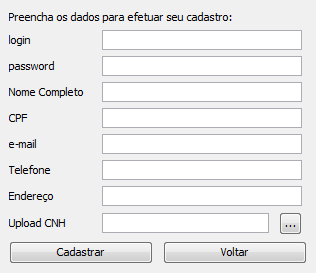 Preencha os dados para efetuar seu cadastro:
login
password
Nome Completo
CPF
e-mail
Telefone
Endereço
Upload CNH ...
Cadastrar Voltar